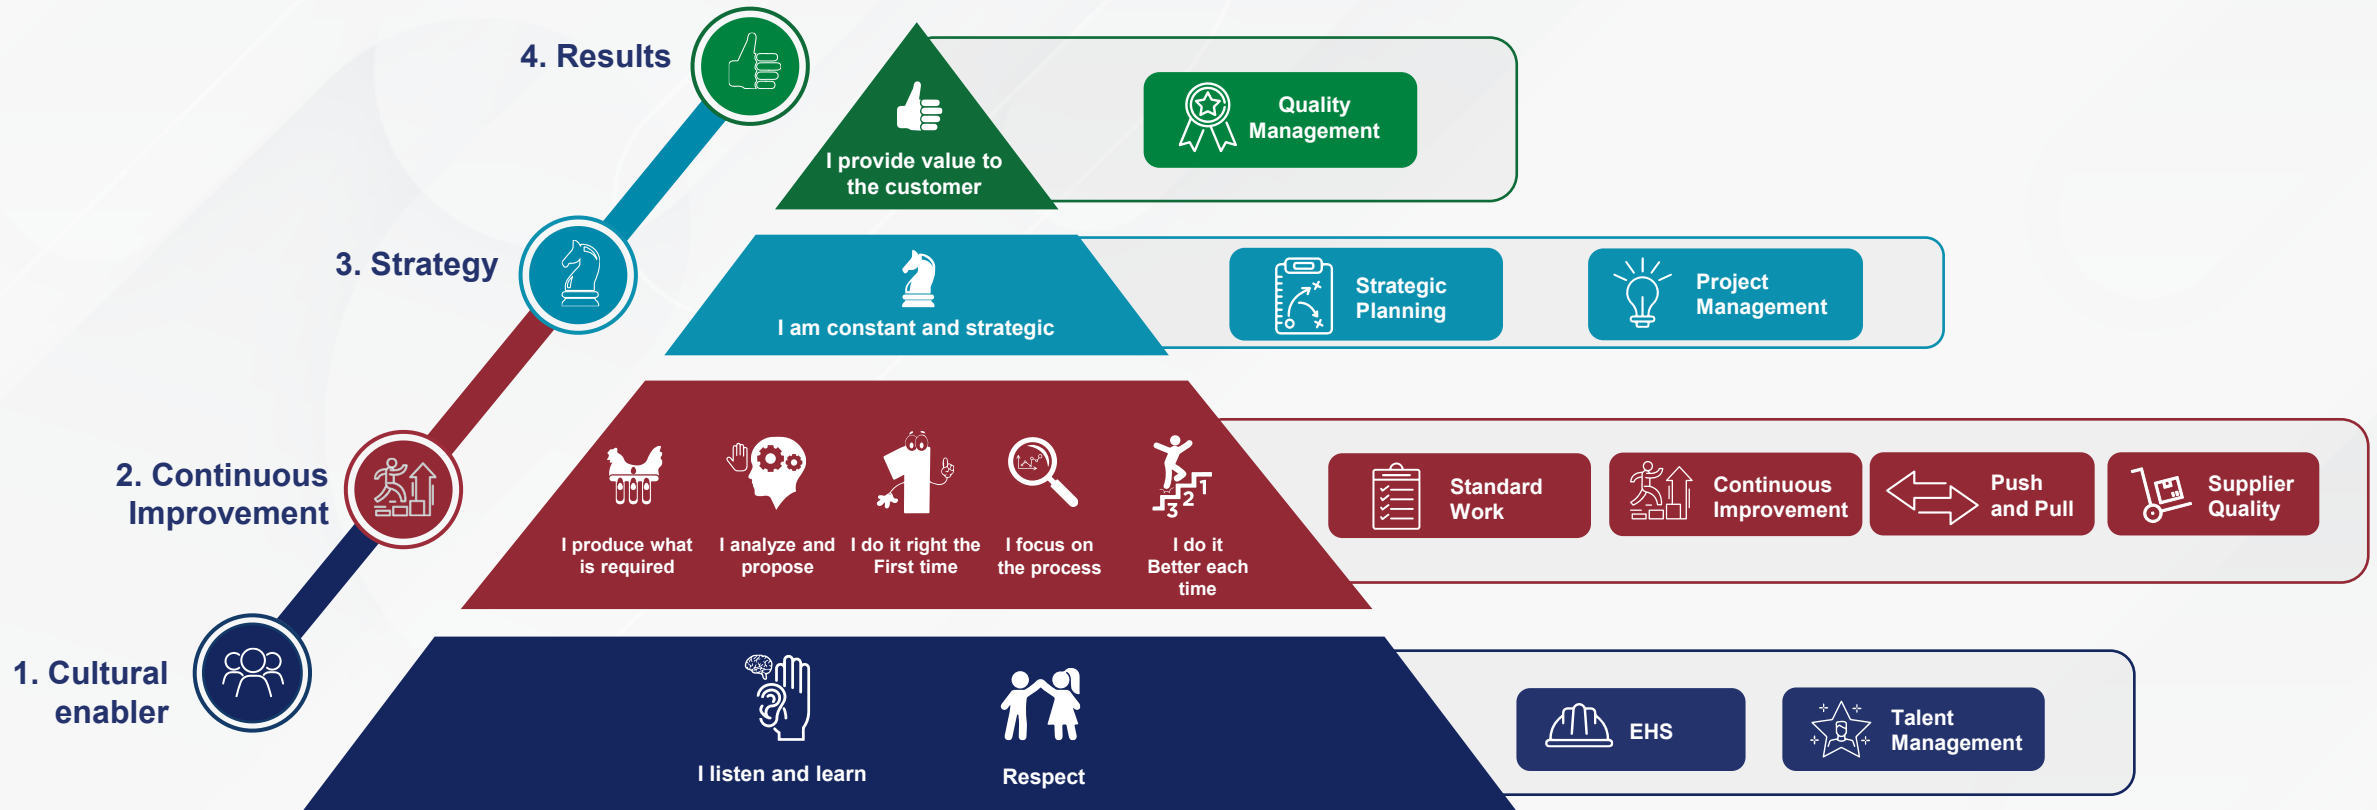 4. Results
I provide value to
the customer
Quality
Management
3. Strategy
I am constant and strategic
Strategic
Planning
Project
Management
2. Continuous
Improvement
1
2
3
I produce what
is required
I analyze and
propose
I do it right the
First time
I focus on
the process
I do it
Better each
time
Standard
Work
Continuous
Improvement
Push
and Pull
Supplier
Quality
1. Cultural
enabler
I listen and learn
Respect
EHS
Talent
Management